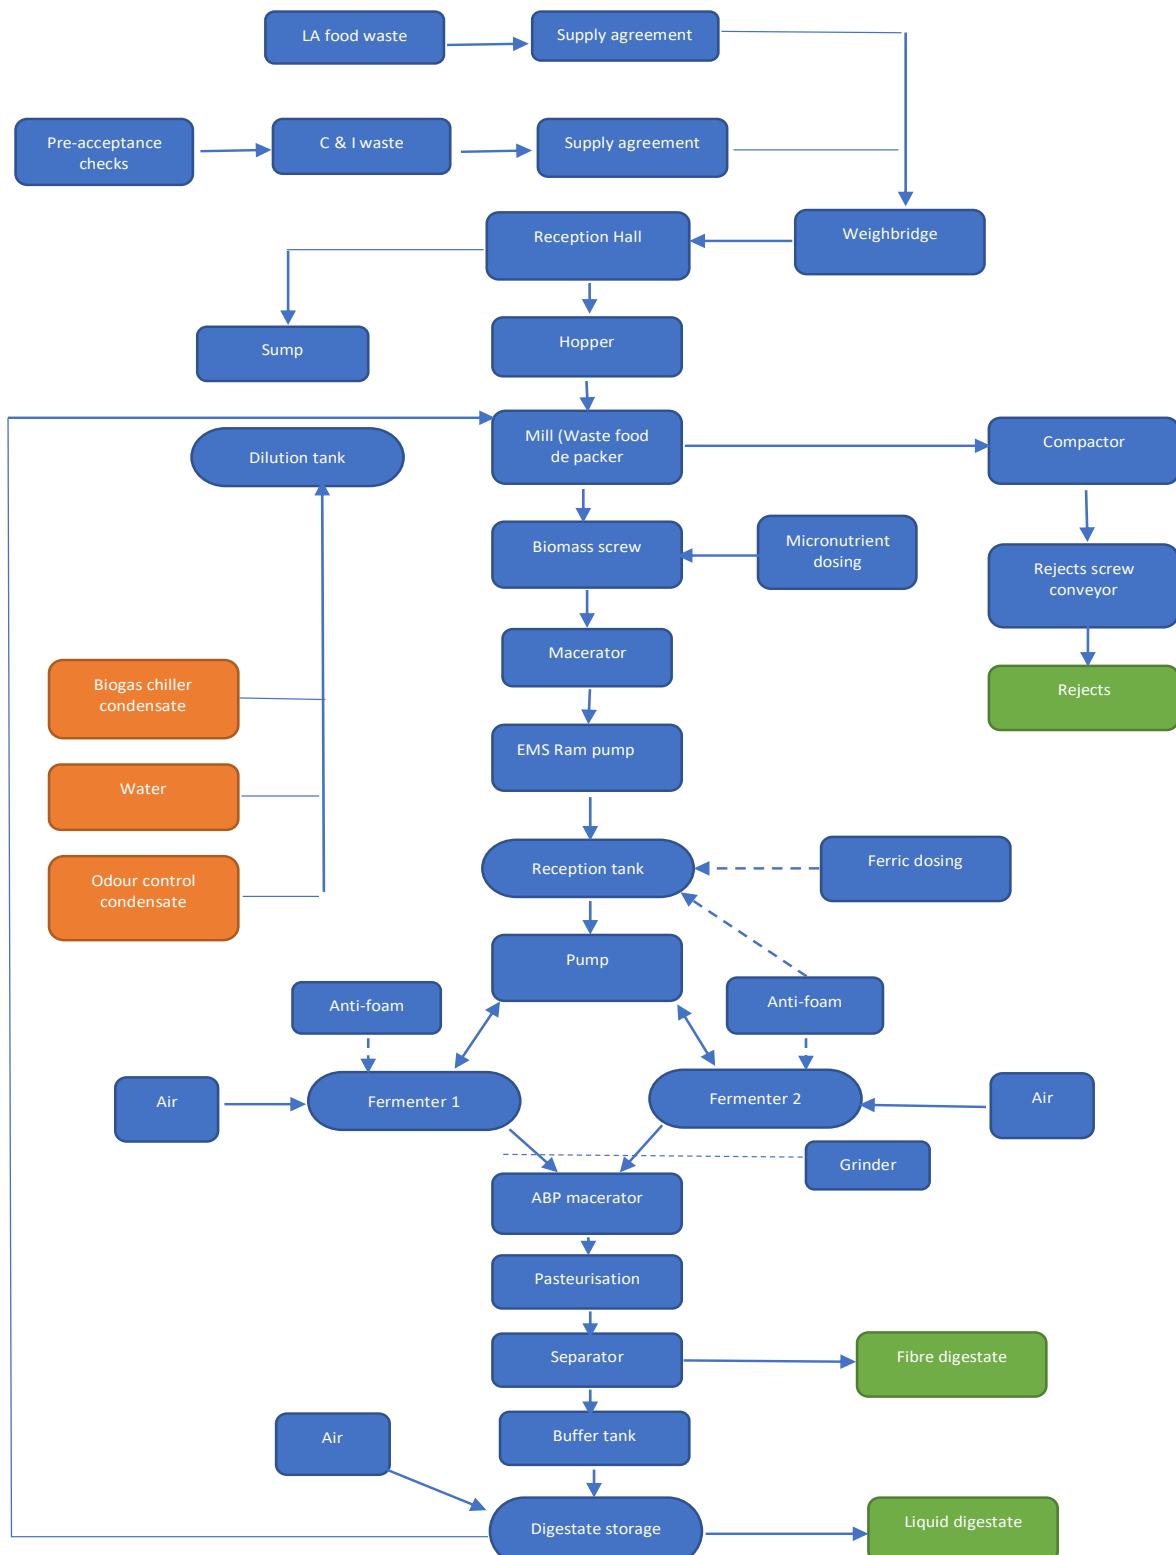 LA food waste
Supply agreement
Pre-acceptance
checks
C & I waste
Supply agreement
Reception Hall
Weighbridge
Sump
Hopper
Mill (Waste food
de packer
Compactor
Dilution tank
Biomass screw
Micronutrient
dosing
Rejects screw
conveyor
Macerator
Biogas chiller
condensate
Rejects
EMS Ram pump
Water
Reception tank
Ferric dosing
Odour control
condensate
Pump
Anti-foam
Anti-foam
Air
Fermenter 1
Fermenter 2
Air
Grinder
ABP macerator
Pasteurisation
Separator
Fibre digestate
Air
Buffer tank
Digestate storage
Liquid digestate